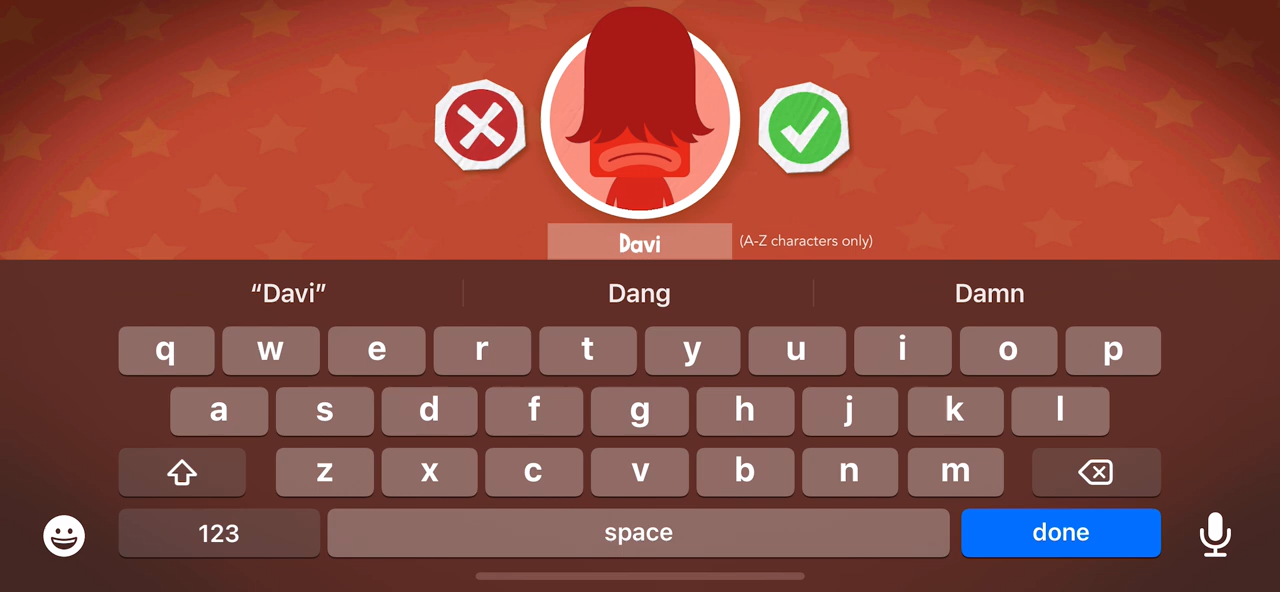 Davi (A-Z characters only)
“Davi” Dang Damn
q w e r t y u i o p
a s d f g h j k l
z x c v b n m
123 space done